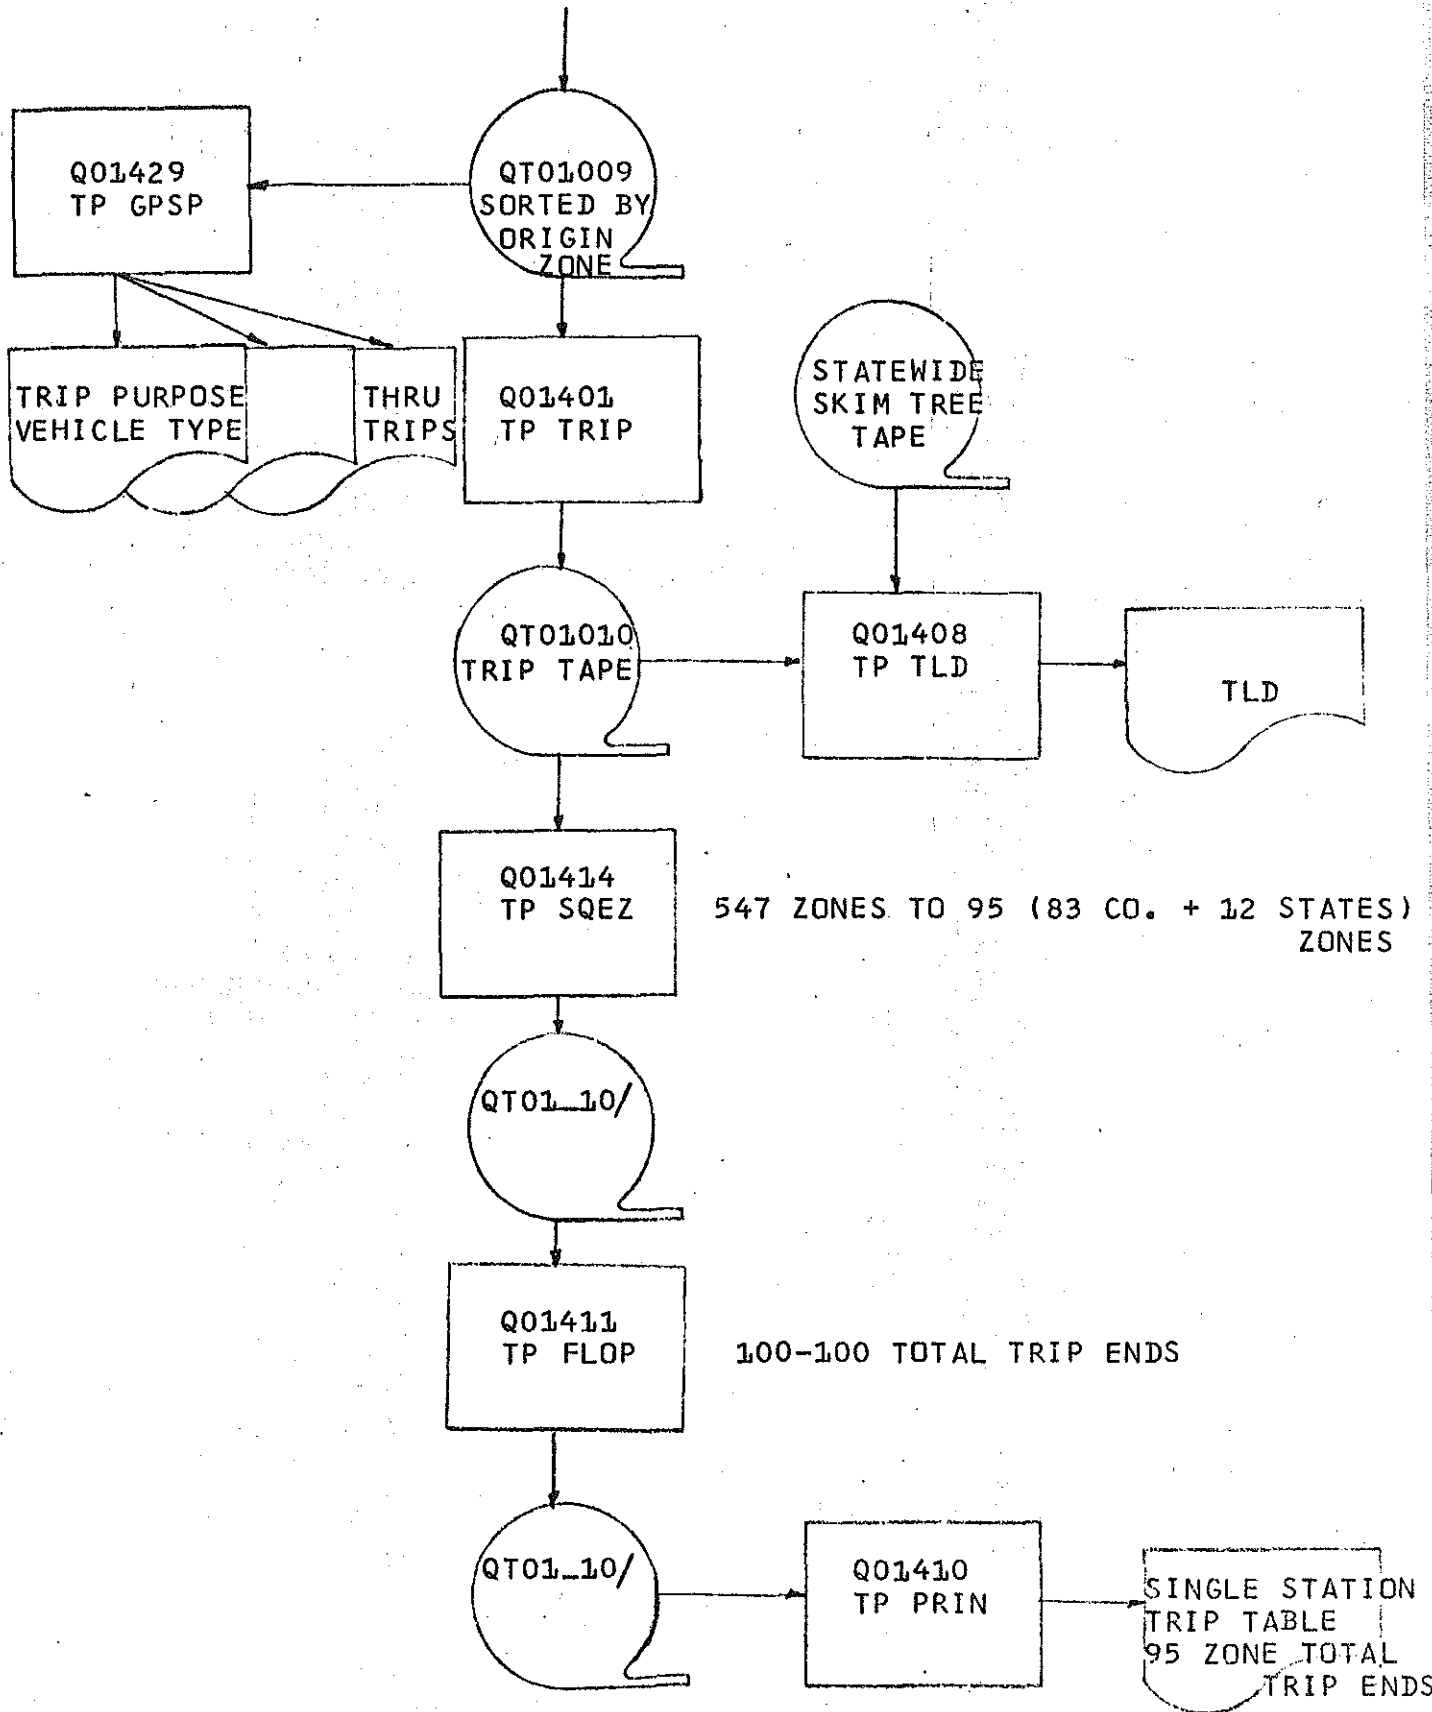 Q01429
TP GPSP
QT01009
SORTED BY
ORIGIN
ZONE
TRIP PURPOSE
VEHICLE TYPE
THRU
TRIPS
Q01401
TP TRIP
STATEWIDE
SKIM TREE
TAPE
QT01010
TRIP TAPE
Q01408
TP TLD
TLD
Q01414
TP SQEZ
547 ZONES TO 95 (83 CO. + 12 STATES)
ZONES
QT01_10/
Q01411
TP FLOP
100-100 TOTAL TRIP ENDS
QT01_10/
Q01410
TP PRIN
SINGLE STATION
TRIP TABLE
95 ZONE TOTAL
TRIP ENDS